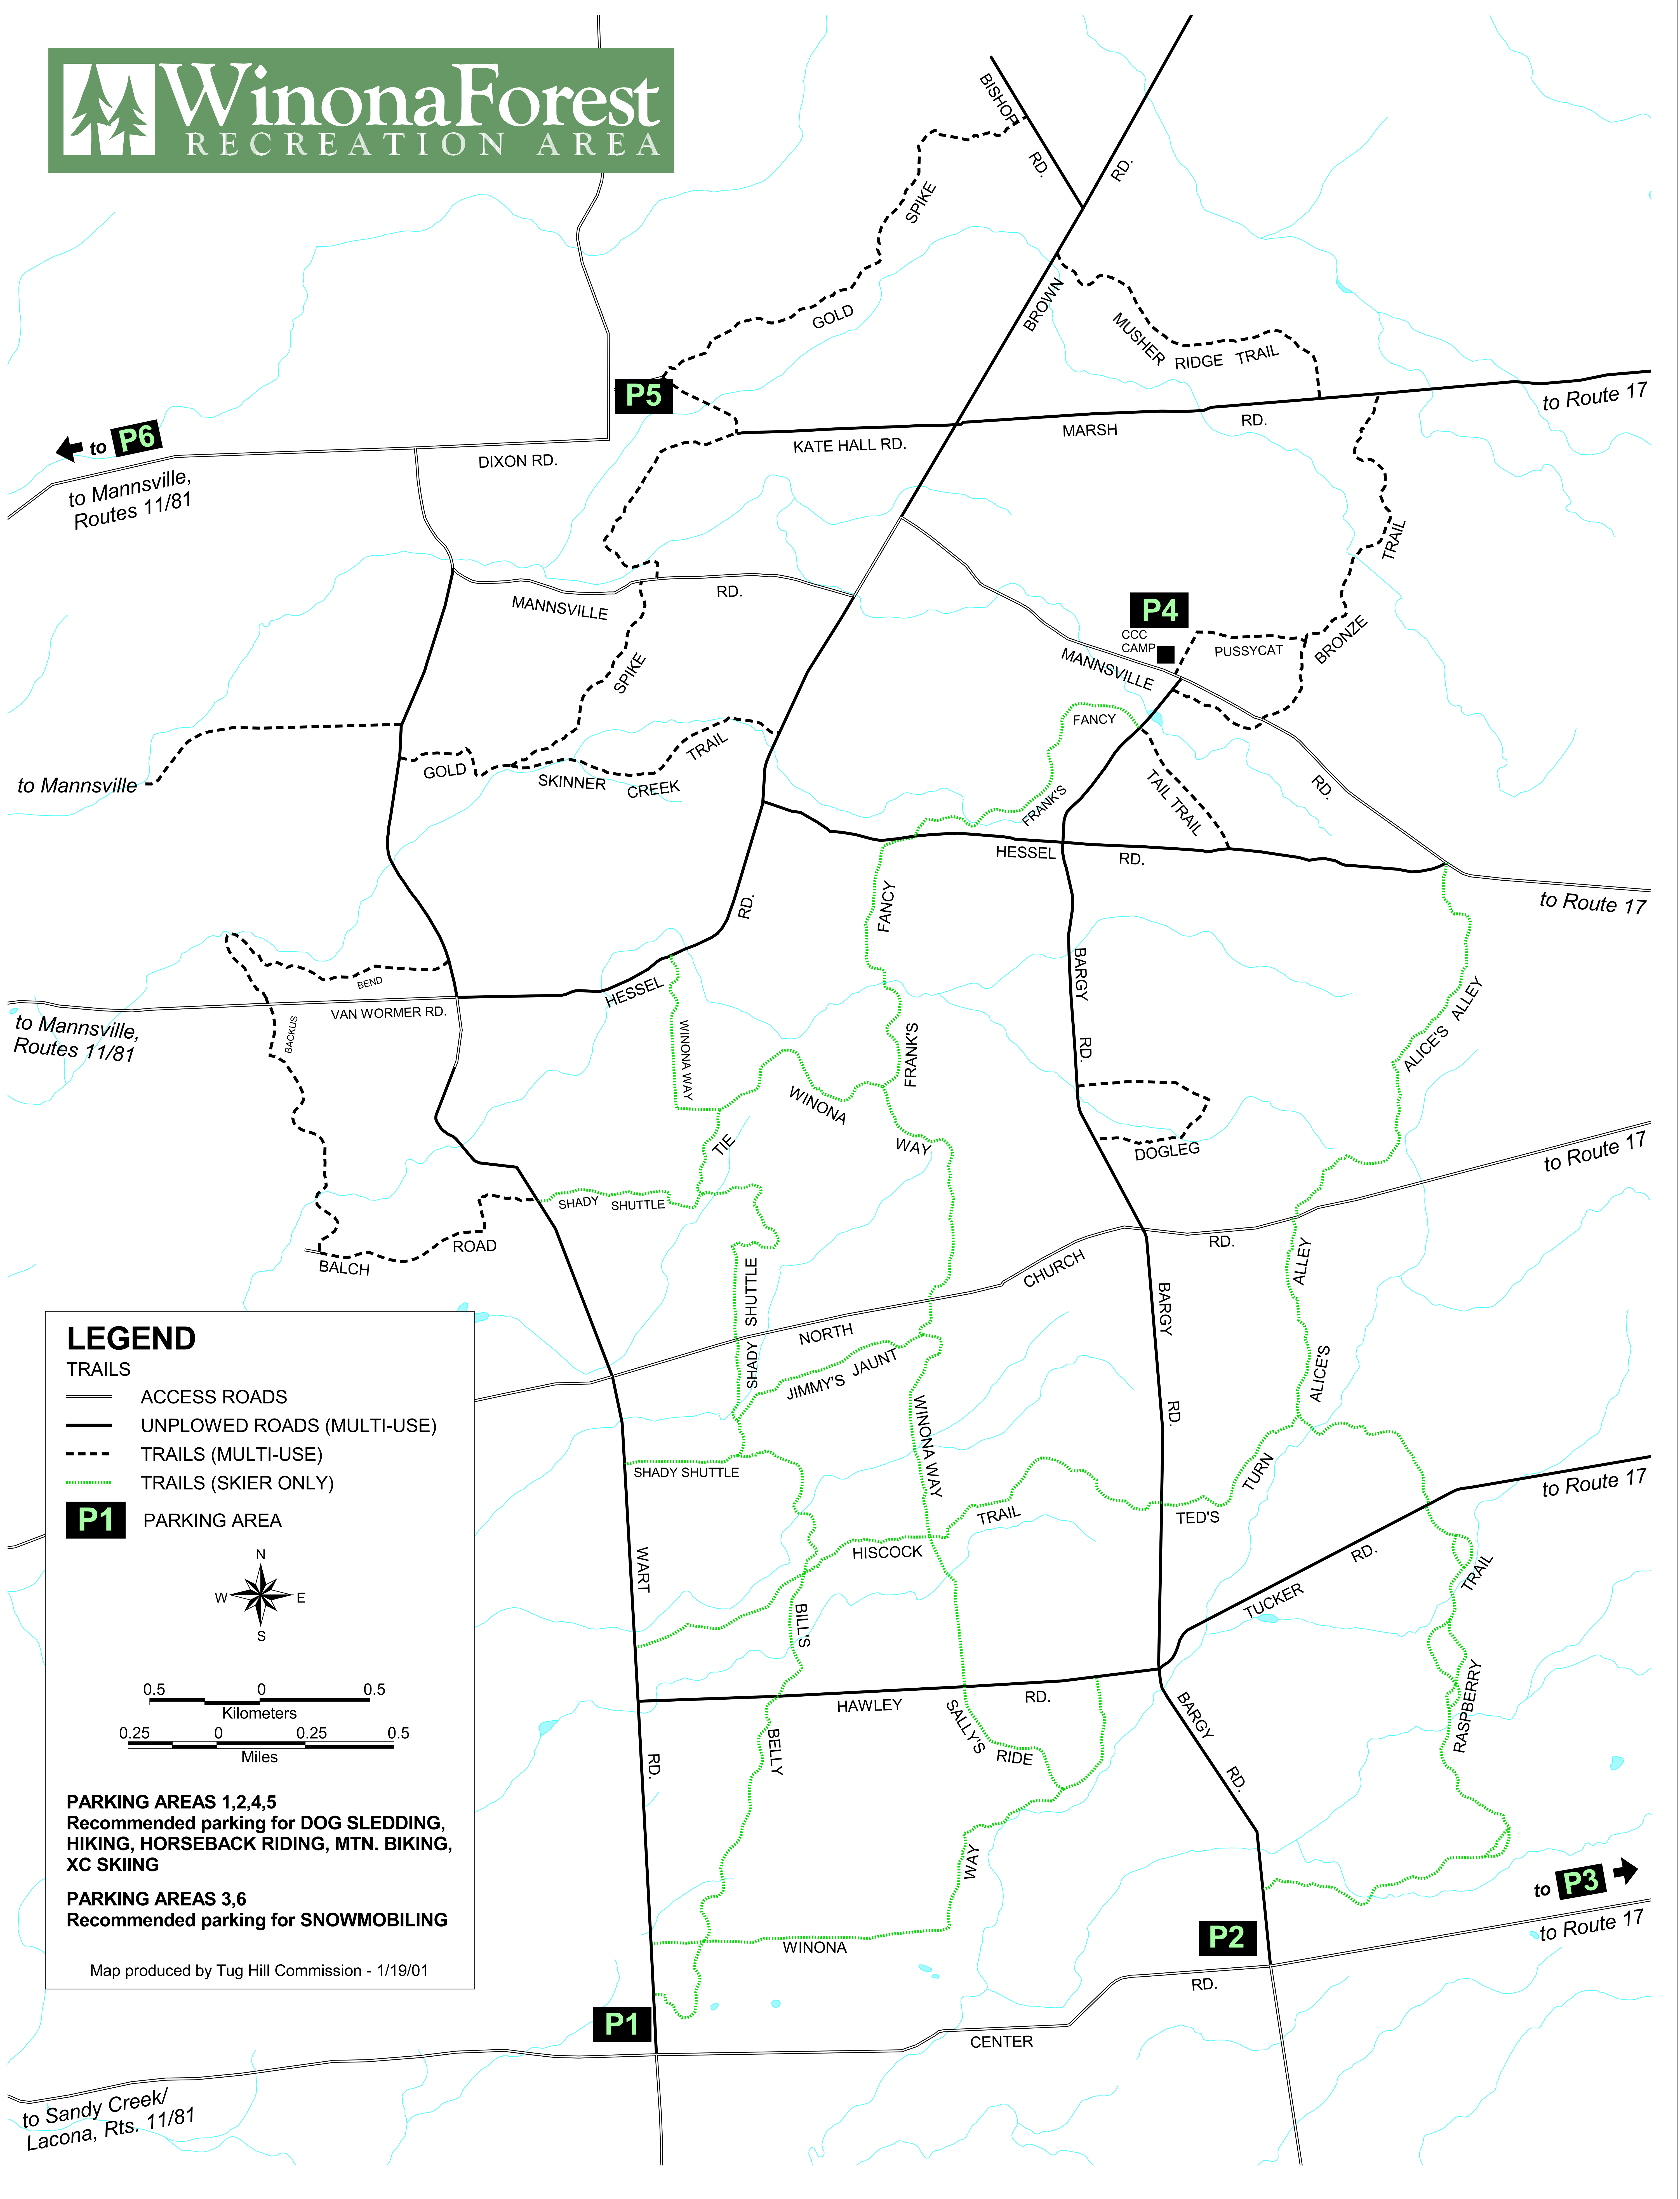 WinonaForest
RECREATION AREA
BISHOP
RD.
RD.
SPIKE
GOLD
BROWN
MUSHER
RIDGE TRAIL
P5
to Route 17
to P6
KATE HALL RD.
MARSH
RD.
DIXON RD.
to Mannsville,
Routes 11/81
TRAIL
MANNSVILLE
RD.
P4
CCC
CAMP
PUSSYCAT
BRONZE
MANNSVILLE
SPIKE
FANCY
TRAIL
GOLD
SKINNER
CREEK
to Mannsville
TAIL TRAIL
RD.
FRANK'S
HESSEL
RD.
to Route 17
RD.
FANCY
BARGY
BEND
HESSEL
VAN WORMER RD.
to Mannsville,
Routes 11/81
BACKUS
WINONA WAY
FRANK'S
RD.
ALICE'S ALLEY
WINONA
TIE
WAY
DOGLEG
to Route 17
SHADY SHUTTLE
ROAD
BALCH
SHUTTLE
CHURCH
RD.
ALLEY
BARGY
NORTH
SHADY
JIMMY'S JAUNT
ALICE'S
WINONA WAY
RD.
SHADY SHUTTLE
TURN
to Route 17
TRAIL
TED'S
HISCOCK
WART
RD.
TRAIL
TUCKER
BILL'S
HAWLEY
RD.
SALLY'S
RIDE
BARGY
RD.
RASPBERRY
BELLY
RD.
WAY
WINONA
P2
to P3
to Route 17
P1
RD.
CENTER
to Sandy Creek/
Lacona, Rts. 11/81
LEGEND
TRAILS
ACCESS ROADS
UNPLOWED ROADS (MULTI-USE)
TRAILS (MULTI-USE)
TRAILS (SKIER ONLY)
P1 PARKING AREA
N
W E
S
0.5 0 0.5
Kilometers
0.25 0 0.25 0.5
Miles
PARKING AREAS 1,2,4,5
Recommended parking for DOG SLEDDING,
HIKING, HORSEBACK RIDING, MTN. BIKING,
XC SKIING
PARKING AREAS 3,6
Recommended parking for SNOWMOBILING
Map produced by Tug Hill Commission - 1/19/01